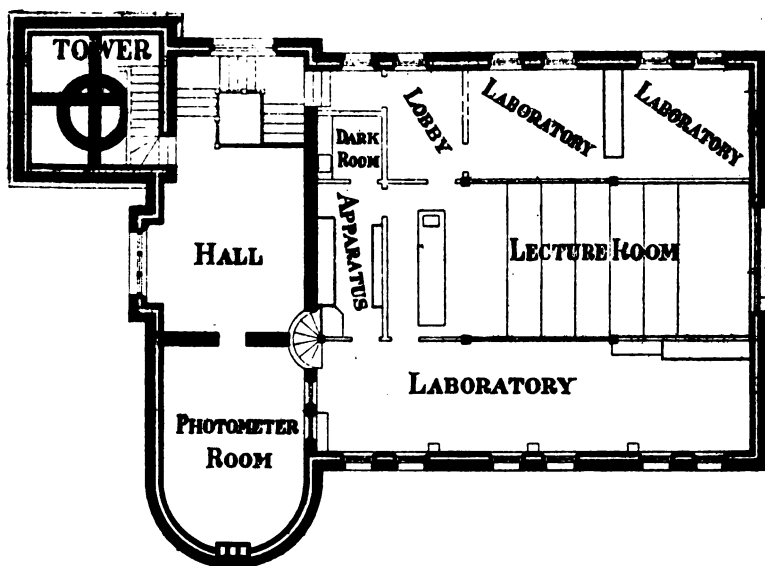 TOWER
LOBBY
LABORATORY
LABORATORY
DARK
ROOM
APPARATUS
HALL
LECTURE ROOM
LABORATORY
PHOTOMETER
ROOM